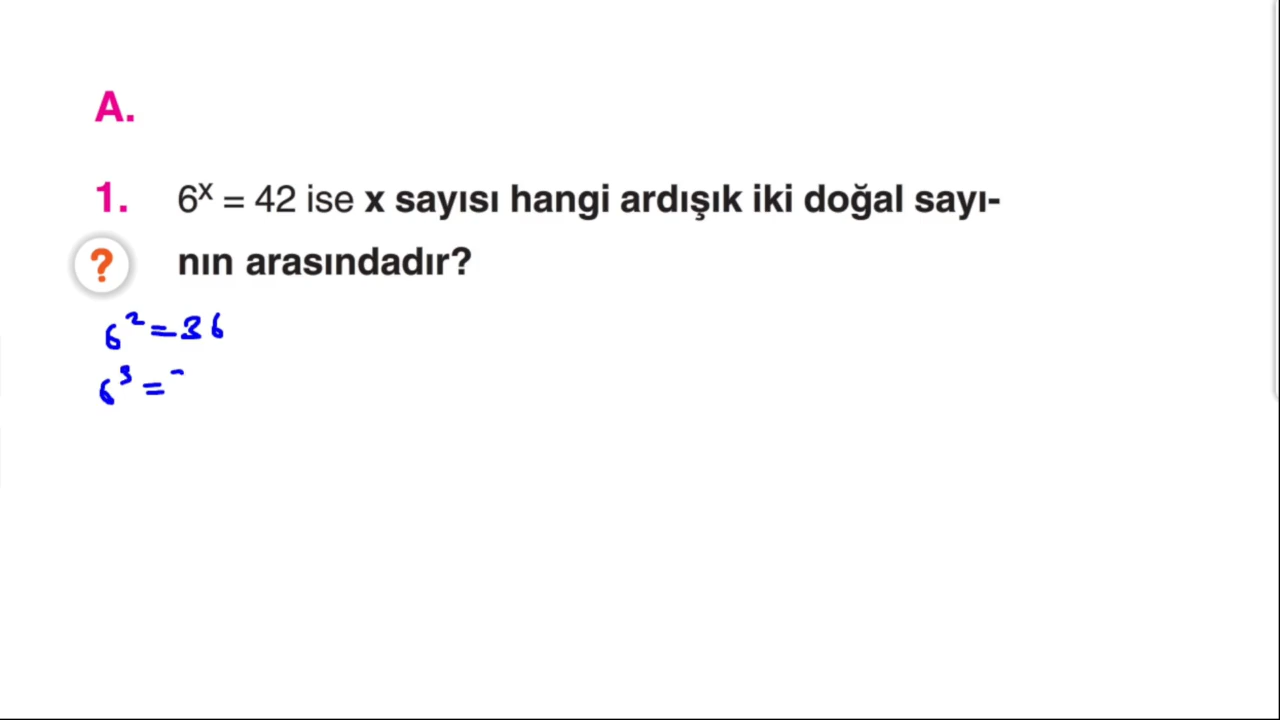 A.
1. 6ˣ = 42 ise x sayısı hangi ardışık iki doğal sayı-
? nın arasındadır?
6² = 36
6³ =